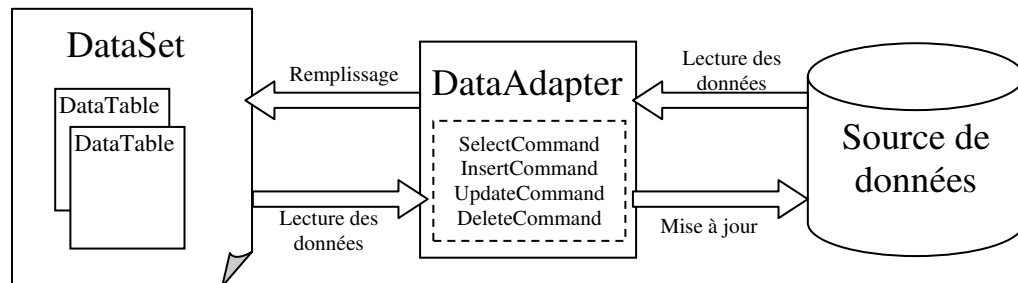 DataSet
DataTable
DataTable
Remplissage
Lecture des
données
DataAdapter
SelectCommand
InsertCommand
UpdateCommand
DeleteCommand
Lecture des
données
Mise à jour
Source de
données